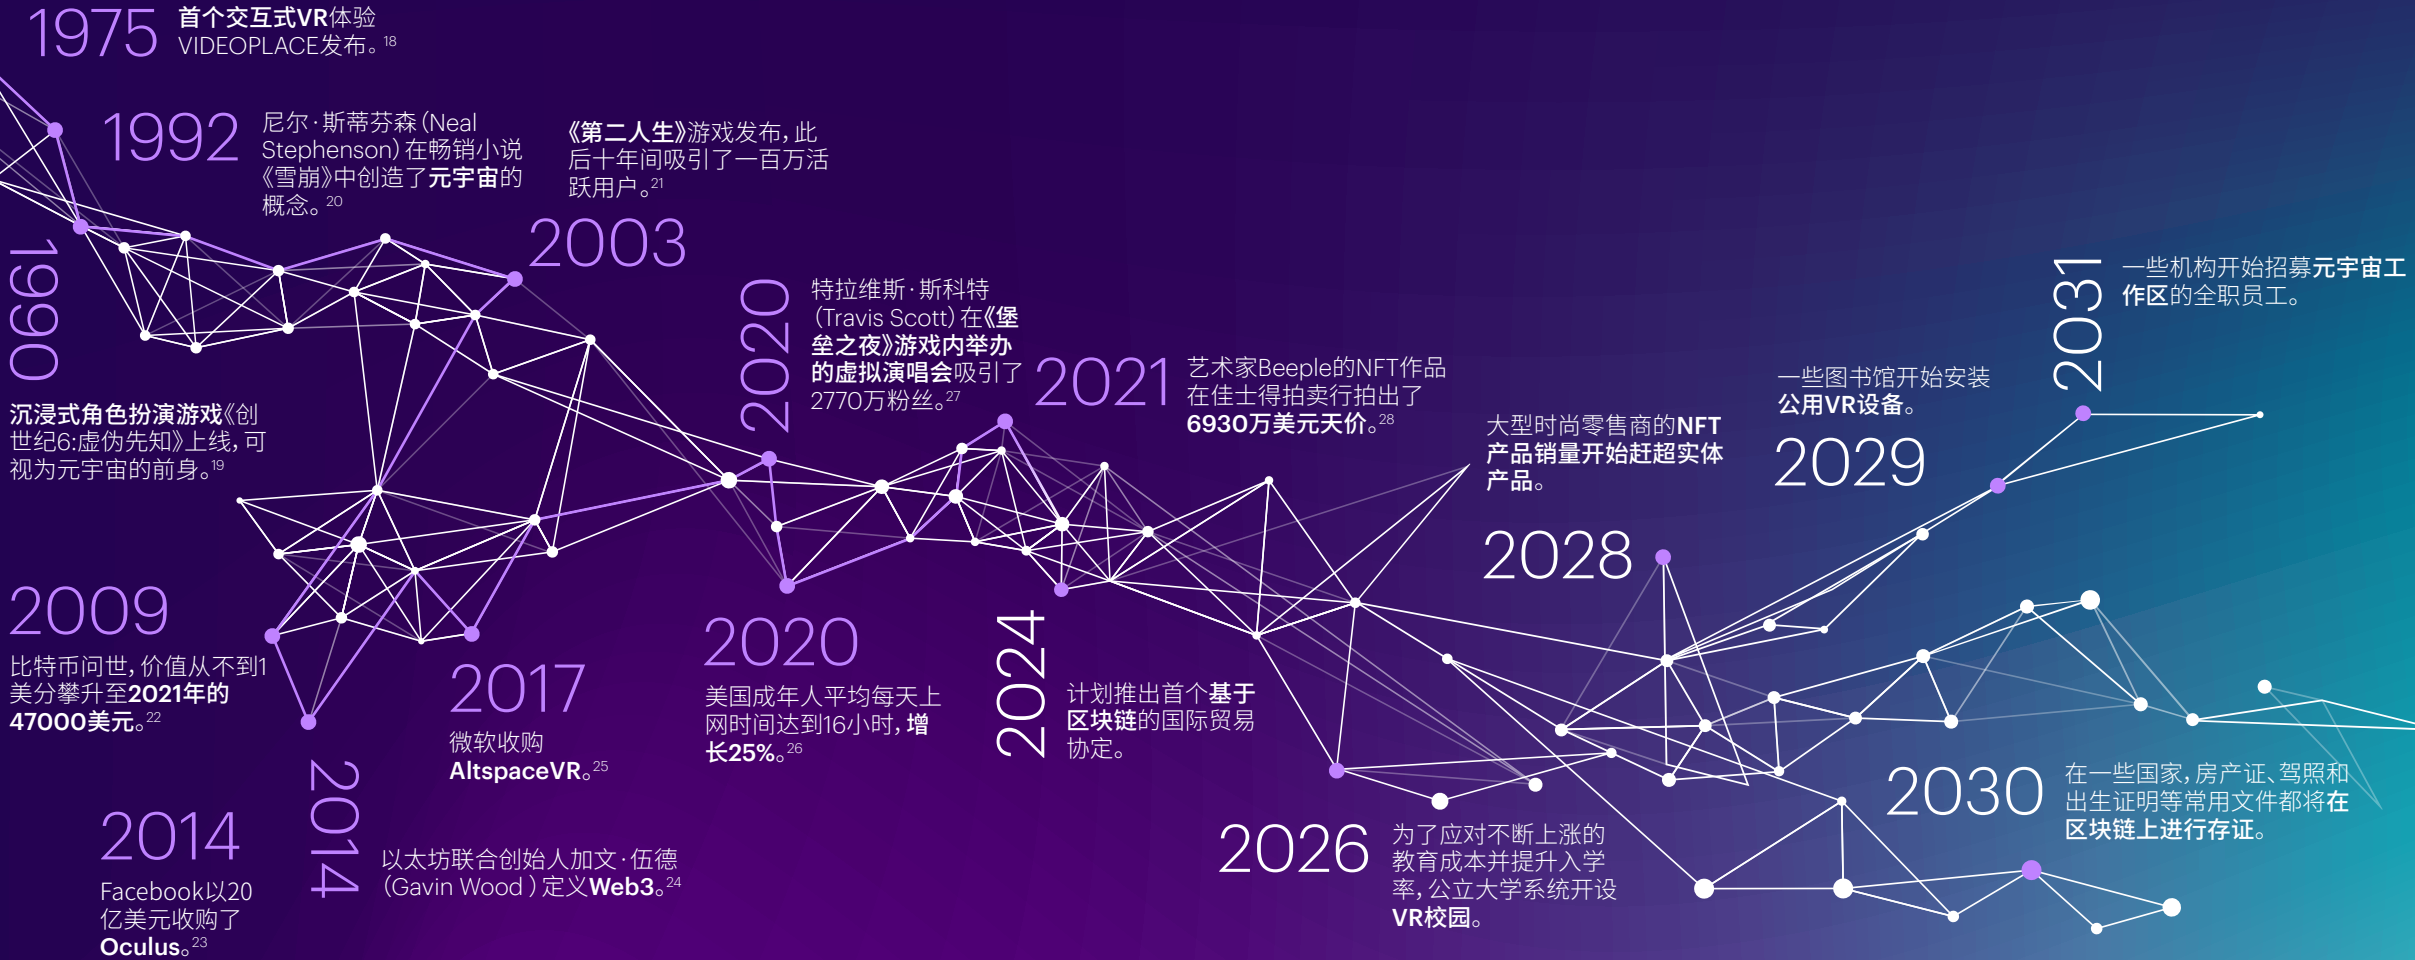 1975
首个交互式VR体验
VIDEOPLACE发布。18
1992
尼尔·斯蒂芬森(Neal
Stephenson)在畅销小说
《雪崩》中创造了元宇宙的
概念。20
《第二人生》游戏发布,此
后十年间吸引了一百万活
跃用户。21
2003
1990
沉浸式角色扮演游戏《创
世纪6:虚伪先知》上线,可
视为元宇宙的前身。19
2009
比特币问世,价值从不到1
美分攀升至2021年的
47000美元。22
2014
Facebook以20
亿美元收购了
Oculus。23
2014
以太坊联合创始人加文·伍德
(Gavin Wood )定义Web3。24
2017
微软收购
AltspaceVR。25
2020
特拉维斯·斯科特
(Travis Scott)在《堡
垒之夜》游戏内举办
的虚拟演唱会吸引了
2770万粉丝。27
2020
美国成年人平均每天上
网时间达到16小时,增
长25%。26
2021
艺术家Beeple的NFT作品
在佳士得拍卖行拍出了
6930万美元天价。28
2024
计划推出首个基于
区块链的国际贸易
协定。
2026
为了应对不断上涨的
教育成本并提升入学
率,公立大学系统开设
VR校园。
大型时尚零售商的NFT
产品销量开始赶超实体
产品。
2028
一些图书馆开始安装
公用VR设备。
2029
2030
在一些国家,房产证、驾照和
出生证明等常用文件都将在
区块链上进行存证。
2031
一些机构开始招募元宇宙工
作区的全职员工。